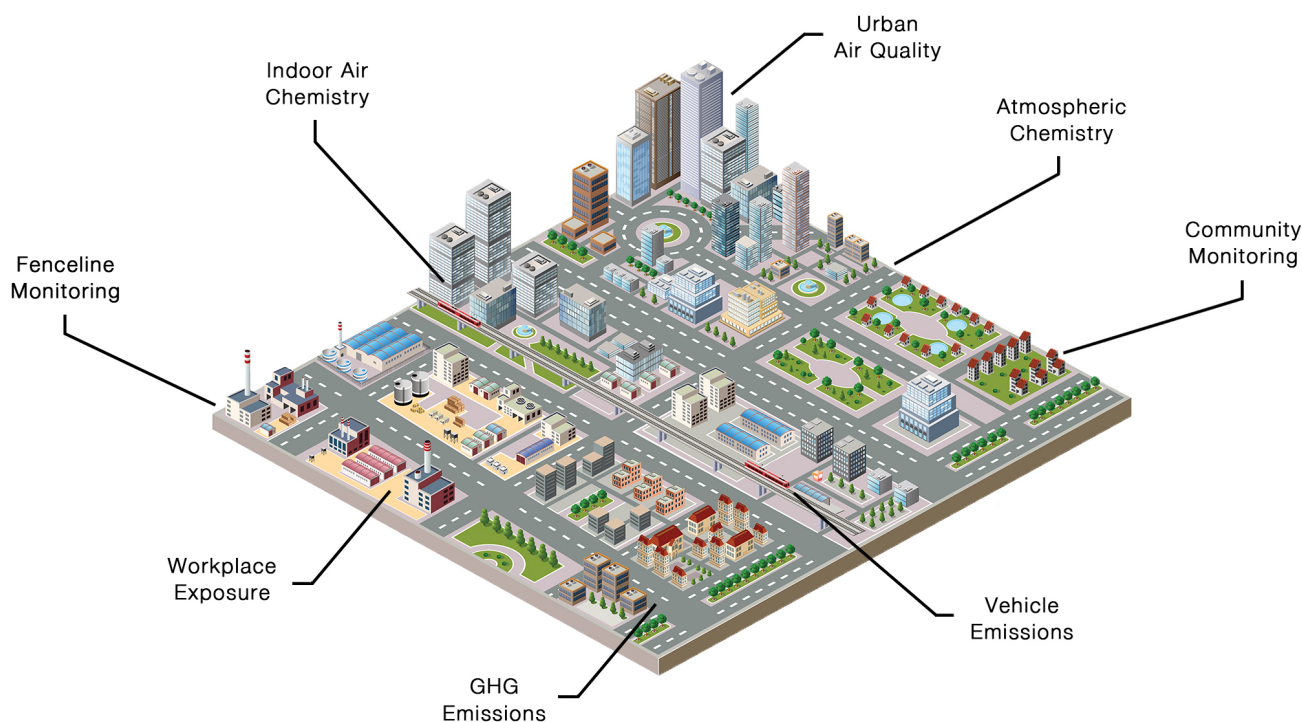 Urban
Air Quality
Indoor Air
Chemistry
Atmospheric
Chemistry
Community
Monitoring
Fenceline
Monitoring
Workplace
Exposure
Vehicle
Emissions
GHG
Emissions